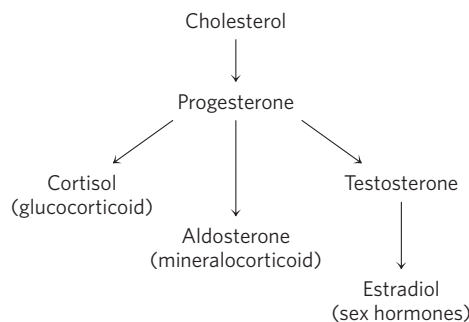 Cholesterol
Progesterone
Cortisol
(glucocorticoid)
Testosterone
Aldosterone
(mineralocorticoid)
Estradiol
(sex hormones)